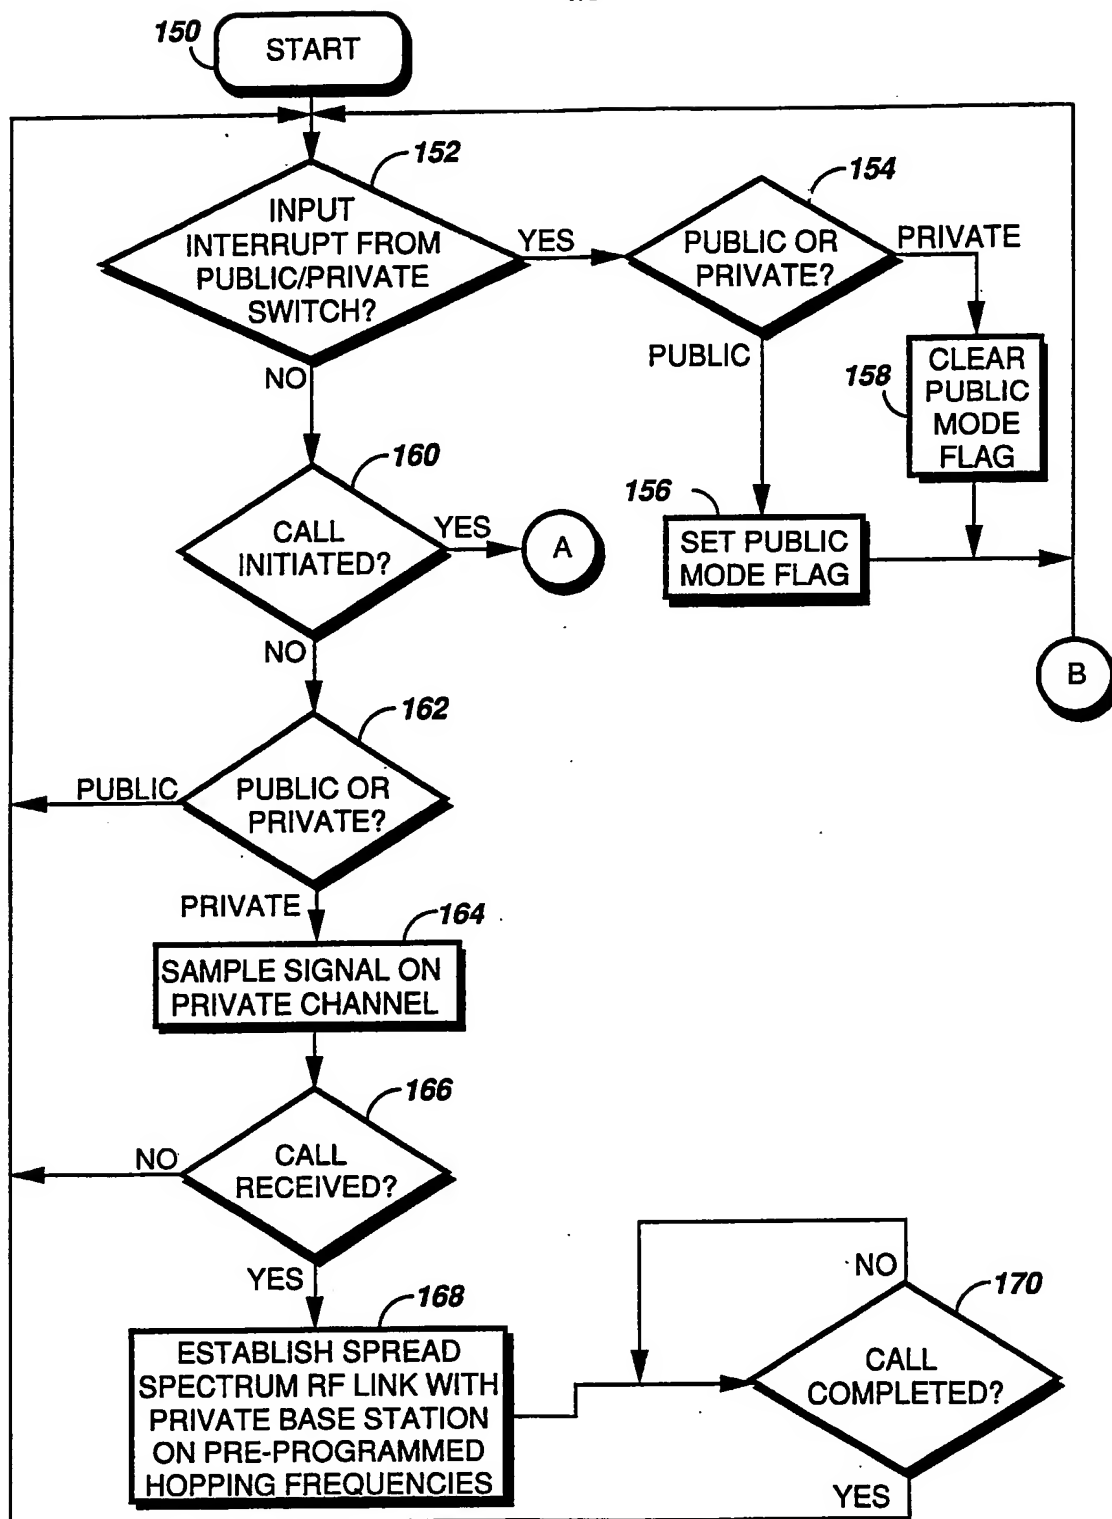 150
START
152
INPUT
INTERRUPT FROM
PUBLIC/PRIVATE
SWITCH?
YES
NO
154
PUBLIC OR
PRIVATE?
PRIVATE
PUBLIC
158
CLEAR
PUBLIC
MODE
FLAG
156
SET PUBLIC
MODE FLAG
160
CALL
INITIATED?
YES
A
NO
B
162
PUBLIC OR
PRIVATE?
PUBLIC
PRIVATE
164
SAMPLE SIGNAL ON
PRIVATE CHANNEL
166
CALL
RECEIVED?
NO
YES
168
ESTABLISH SPREAD
SPECTRUM RF LINK WITH
PRIVATE BASE STATION
ON PRE-PROGRAMMED
HOPPING FREQUENCIES
NO
170
CALL
COMPLETED?
YES